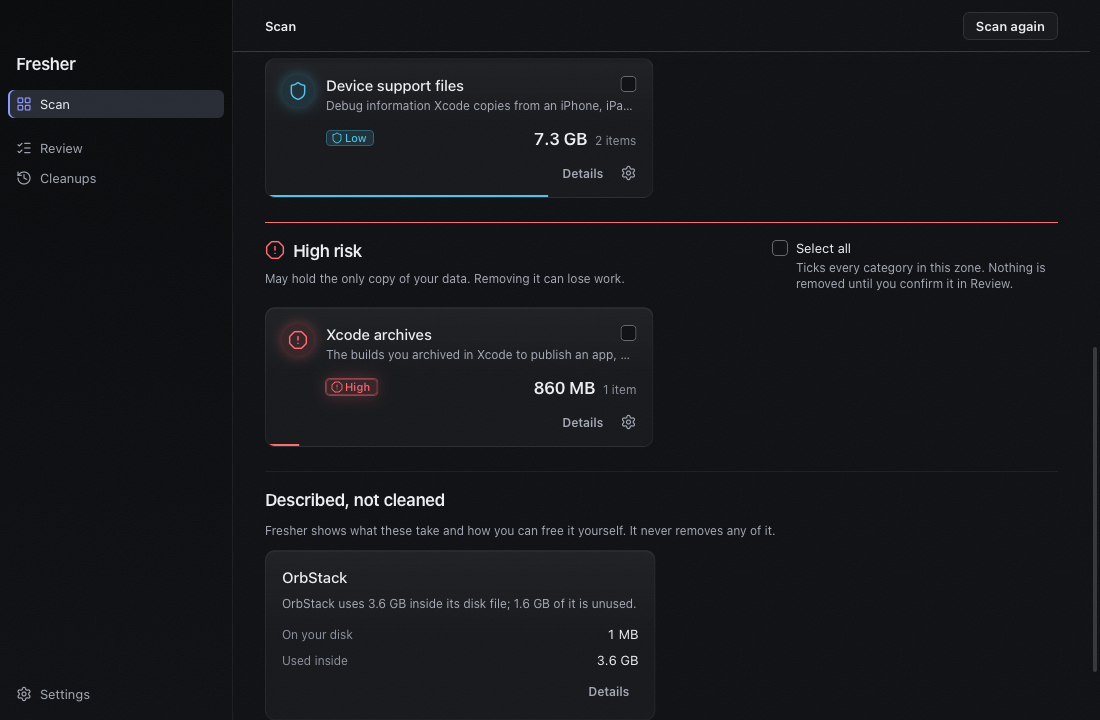 Fresher
Scan
Review
Cleanups
Settings
Scan
Scan again
Device support files
Debug information Xcode copies from an iPhone, iPa...
Low
7.3 GB 2 items
Details
High risk
May hold the only copy of your data. Removing it can lose work.
Select all
Ticks every category in this zone. Nothing is
removed until you confirm it in Review.
Xcode archives
The builds you archived in Xcode to publish an app, ...
High
860 MB 1 item
Details
Described, not cleaned
Fresher shows what these take and how you can free it yourself. It never removes any of it.
OrbStack
OrbStack uses 3.6 GB inside its disk file; 1.6 GB of it is unused.
On your disk 1 MB
Used inside 3.6 GB
Details